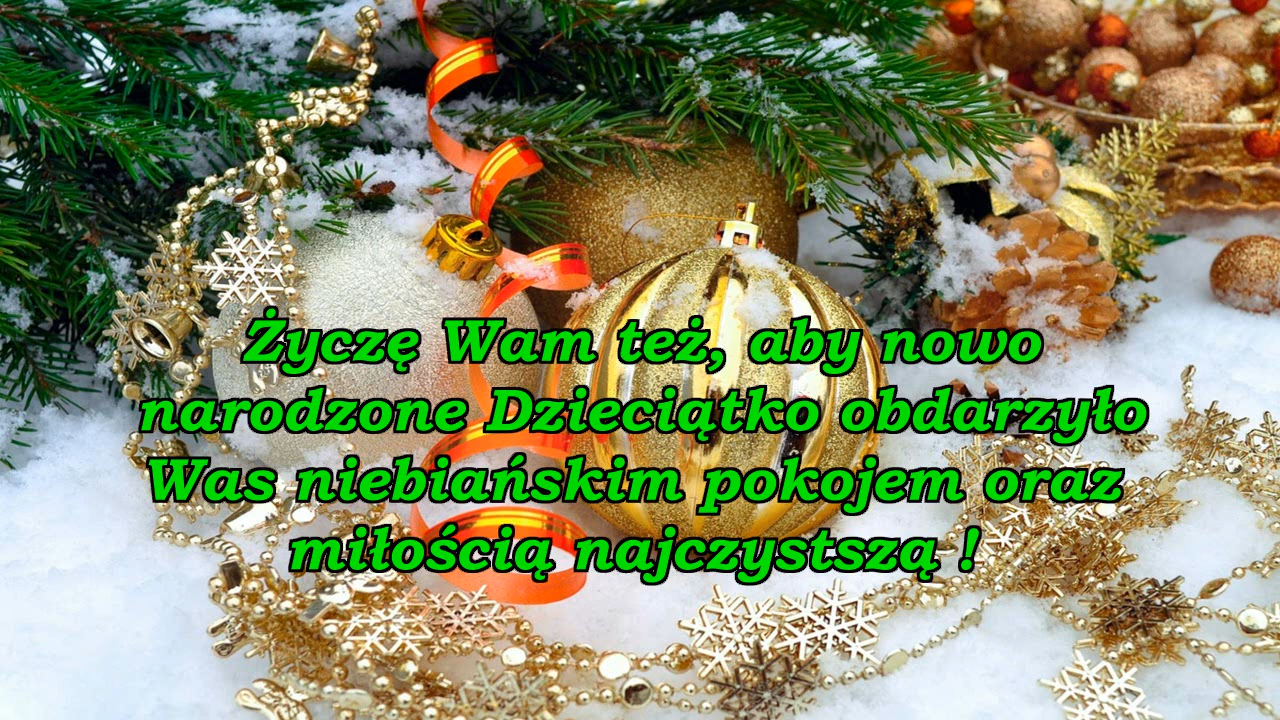 Życzę Wam też, aby nowo
narodzone Dzieciątko obdarzyło
Was niebiańskim pokojem oraz
miłością najczystszą !